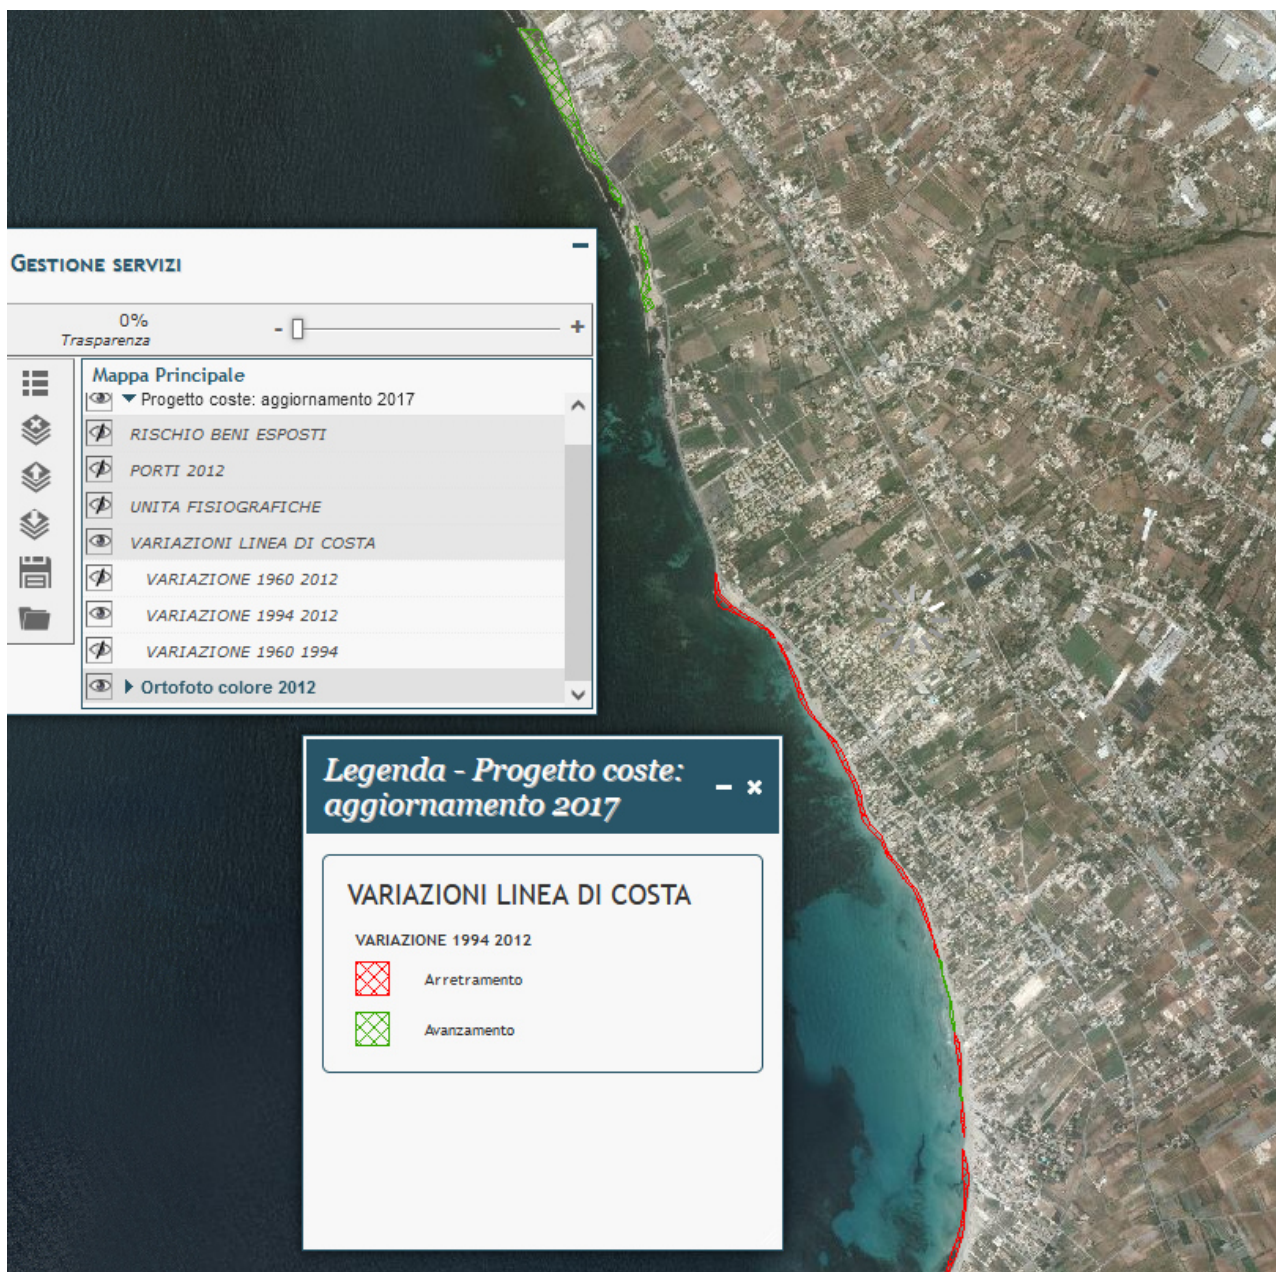 GESTIONE SERVIZI
0%
Trasparenza
- +
Mappa Principale
Progetto coste: aggiornamento 2017
RISCHIO BENI ESPOSTI
PORTI 2012
UNITA FISIOGRAFICHE
VARIAZIONI LINEA DI COSTA
VARIAZIONE 1960 2012
VARIAZIONE 1994 2012
VARIAZIONE 1960 1994
Ortofoto colore 2012
Legenda - Progetto coste:
aggiornamento 2017
VARIAZIONI LINEA DI COSTA
VARIAZIONE 1994 2012
Arretramento
Avanzamento